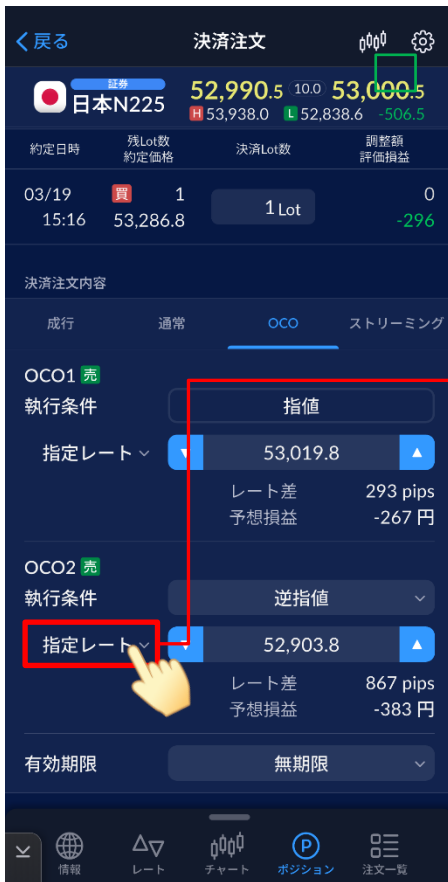 戻る 決済注文
証券
日本N225 52,990.5 10.0 53,000.5
H 53,938.0 L 52,838.6 -506.5
約定日時 残Lot数 決済Lot数 調整額
約定価格 評価損益
03/19 買 1 1 Lot 0
15:16 53,286.8 -296
決済注文内容
成行 通常 OCO ストリーミング
OCO1 売
執行条件 指値
指定レート 53,019.8
レート差 293 pips
予想損益 -267 円
OCO2 売
執行条件 逆指値
指定レート 52,903.8
レート差 867 pips
予想損益 -383 円
有効期限 無期限
情報 レート チャート P ポジション 注文一覧